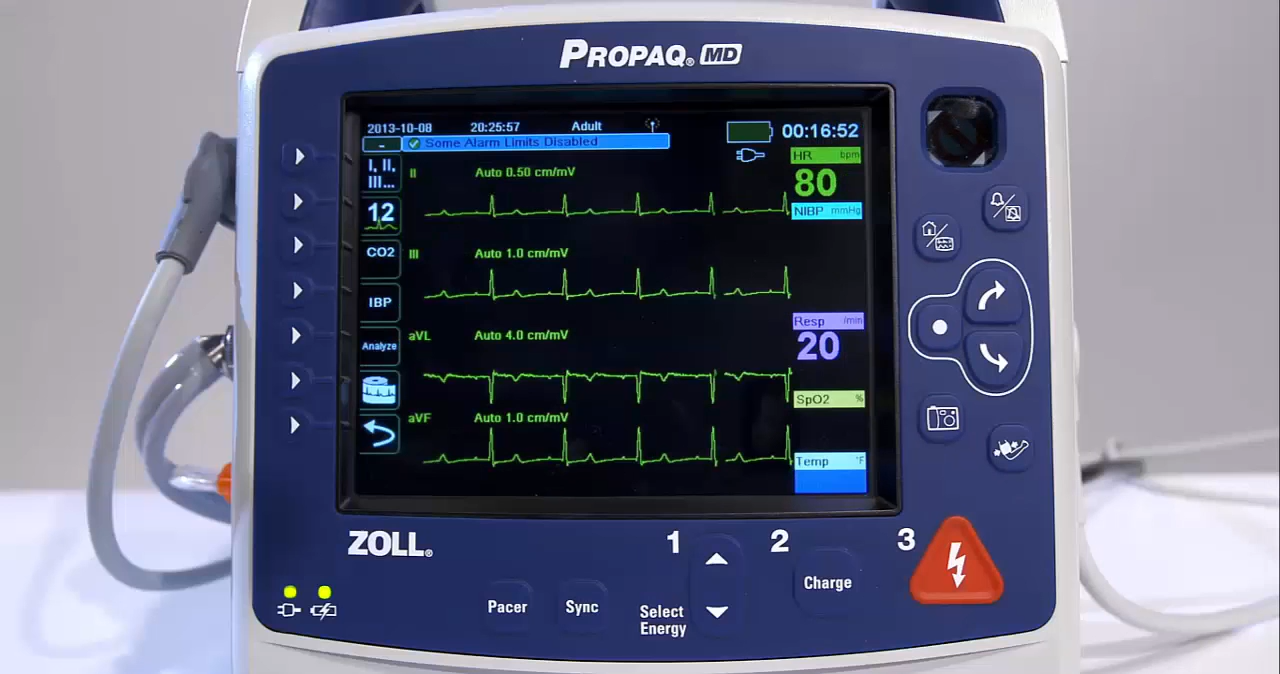 PROPAQ® MD
2013-10-08 20:25:57 Adult 00:16:52
- Some Alarm Limits Disabled
HR bpm
80
I, II,
III...
II Auto 0.50 cm/mV
NIBP mmHg
12
CO2
III Auto 1.0 cm/mV
IBP
Resp /min
20
Analyze
aVL Auto 4.0 cm/mV
SpO2 %
aVF Auto 1.0 cm/mV
Temp °F
ZOLL®
1 2 3
Pacer
Sync
Select
Energy
Charge